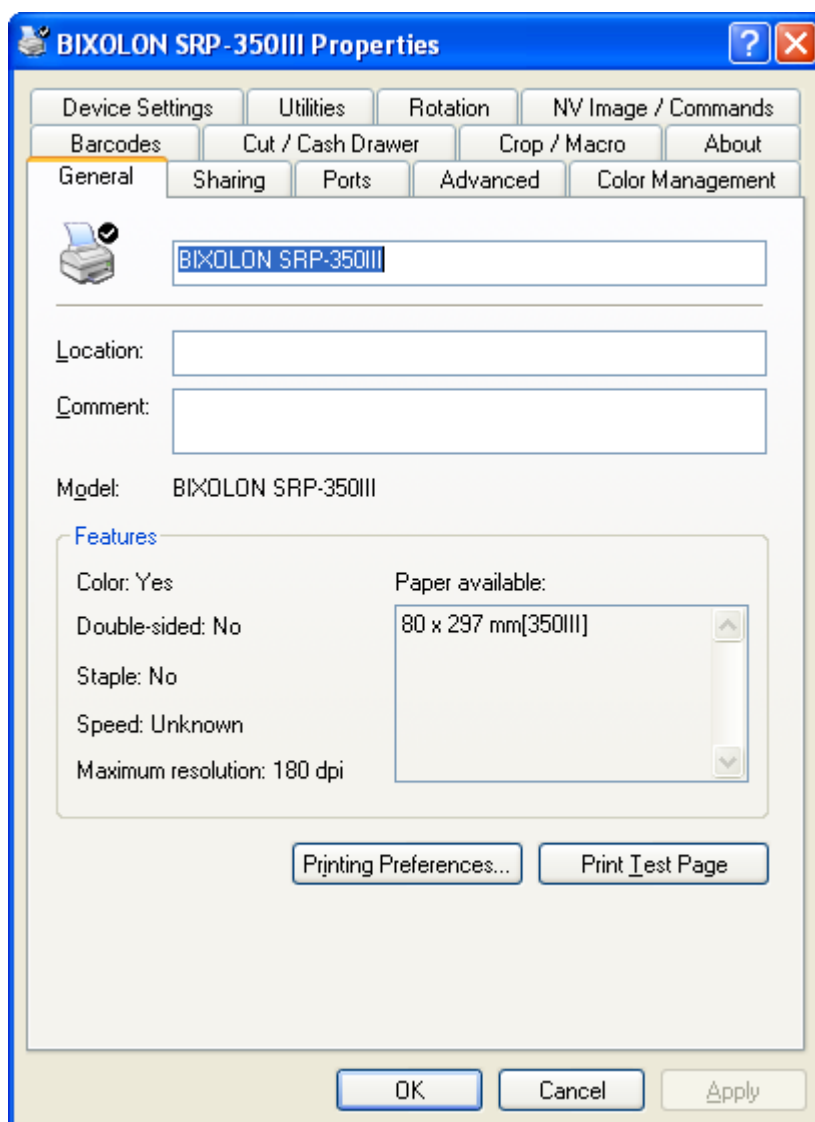 BIXOLON SRP-350III Properties
?
Device Settings Utilities Rotation NV Image / Commands
Barcodes Cut / Cash Drawer Crop / Macro About
General Sharing Ports Advanced Color Management
BIXOLON SRP-350III
Location:
Comment:
Model: BIXOLON SRP-350III
Features
Color: Yes Paper available:
Double-sided: No 80 x 297 mm[350III]
Staple: No
Speed: Unknown
Maximum resolution: 180 dpi
Printing Preferences... Print Test Page
OK Cancel Apply